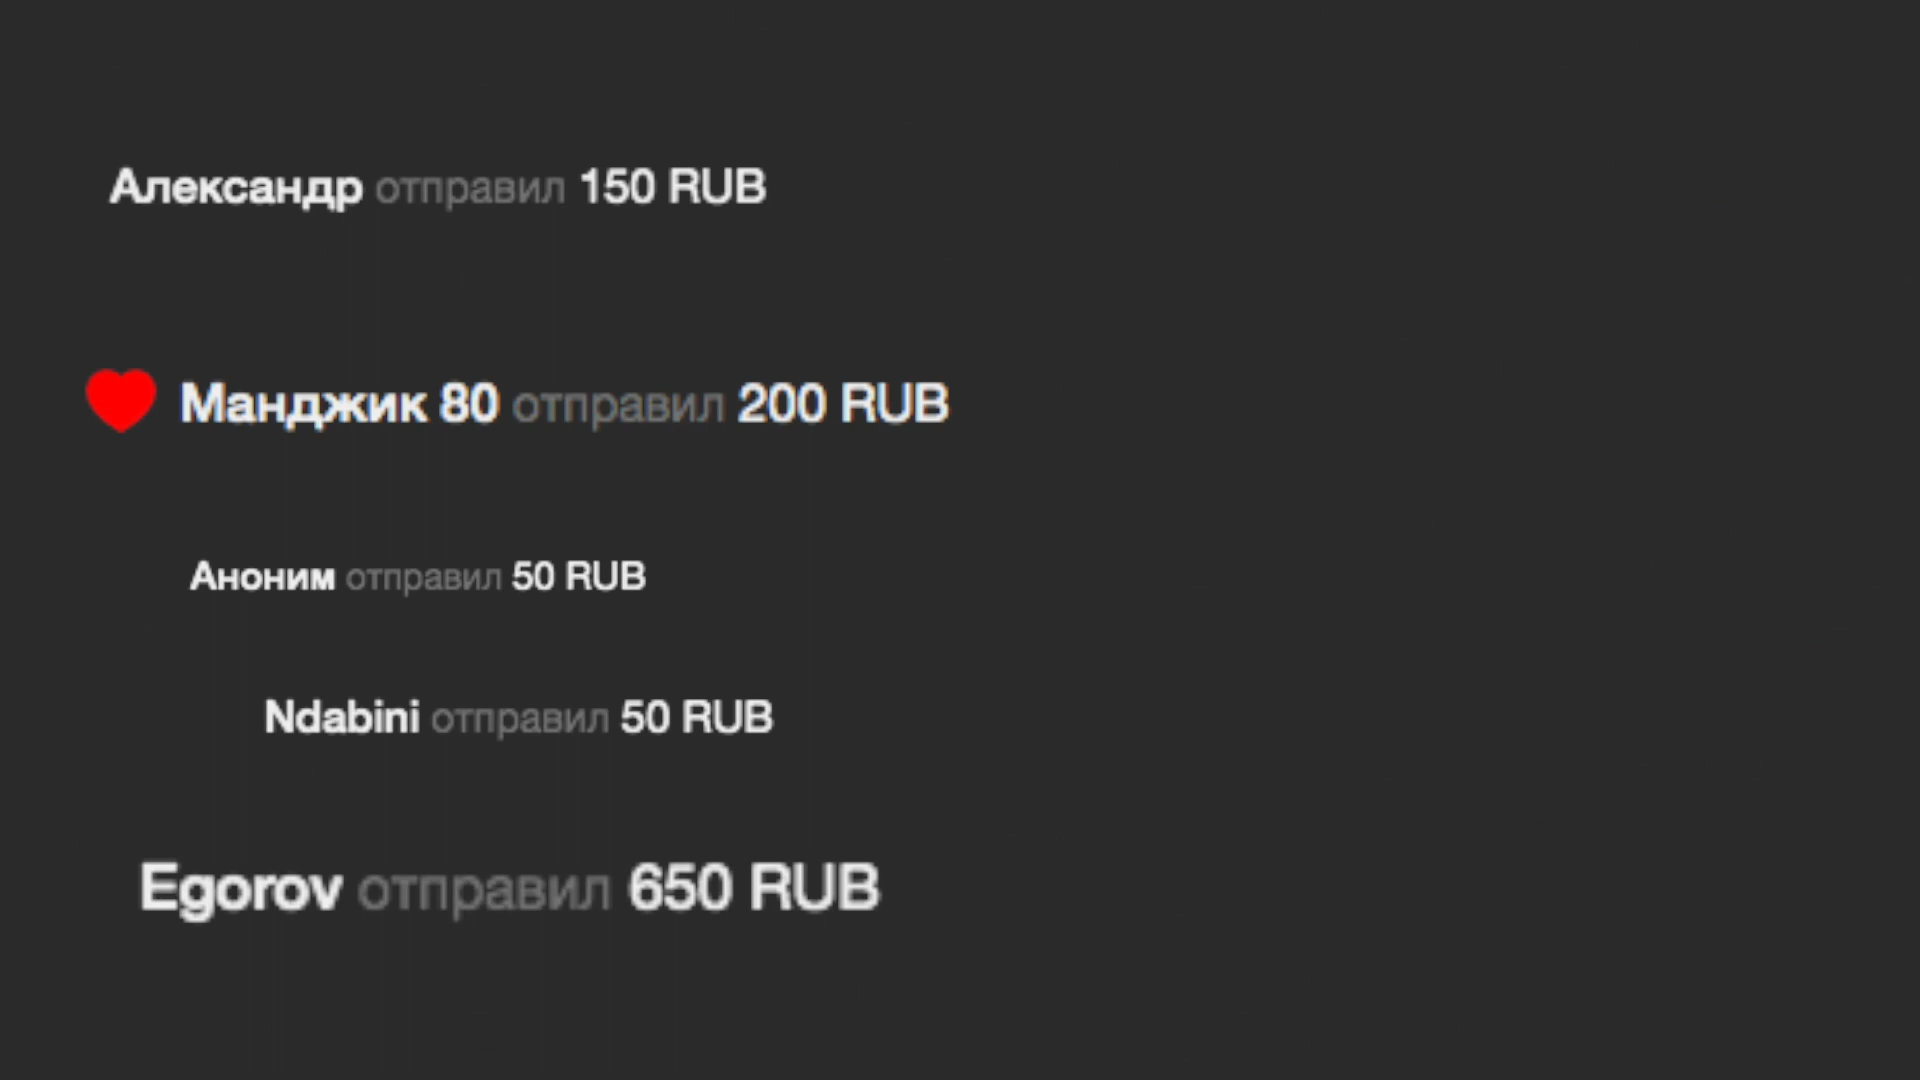 Александр отправил 150 RUB
Манджик 80 отправил 200 RUB
Аноним отправил 50 RUB
Ndabini отправил 50 RUB
Egorov отправил 650 RUB